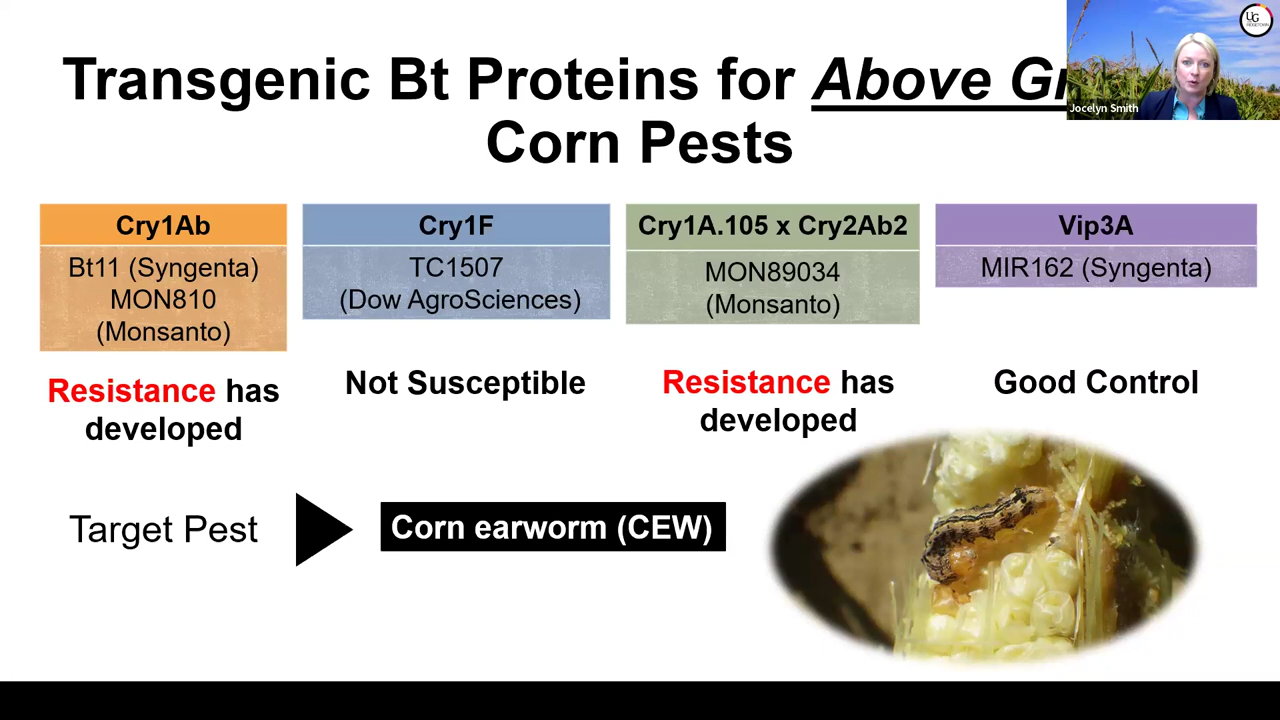 Transgenic Bt Proteins for Above
Corn Pests
Jocelyn Smith
UG
Cry1Ab
Bt11 (Syngenta)
MON810
(Monsanto)
Cry1F
TC1507
(Dow AgroSciences)
Cry1A.105 x Cry2Ab2
MON89034
(Monsanto)
Vip3A
MIR162 (Syngenta)
Resistance has
developed
Not Susceptible
Resistance has
developed
Good Control
Target Pest
Corn earworm (CEW)